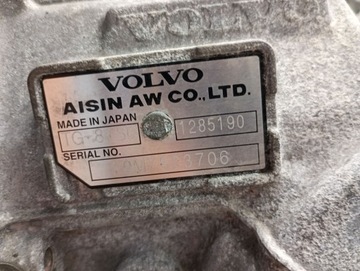 VOLVO
AISIN AW CO.,LTD.
MADE IN JAPAN
1285190
SERIAL NO.